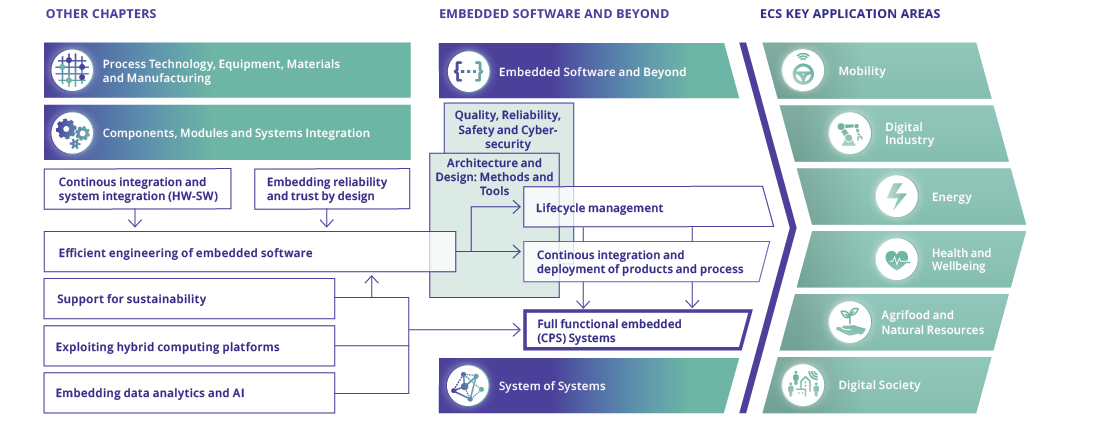 OTHER CHAPTERS
EMBEDDED SOFTWARE AND BEYOND
ECS KEY APPLICATION AREAS
Process Technology, Equipment, Materials
and Manufacturing
Components, Modules and Systems Integration
Continous integration and
system integration (HW-SW)
Embedding reliability
and trust by design
Efficient engineering of embedded software
Support for sustainability
Exploiting hybrid computing platforms
Embedding data analytics and AI
Embedded Software and Beyond
Quality, Reliability,
Safety and Cyber-
security
Architecture and
Design: Methods and
Tools
Lifecycle management
Continous integration and
deployment of products and process
Full functional embedded
(CPS) Systems
System of Systems
Mobility
Digital
Industry
Energy
Health and
Wellbeing
Agrifood and
Natural Resources
Digital Society